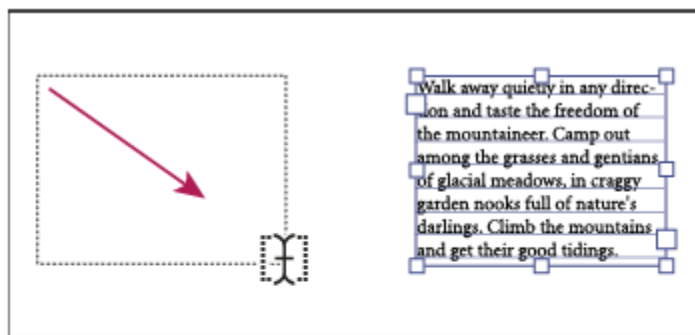 Walk away quietly in any direc-
tion and taste the freedom of
the mountaineer. Camp out
among the grasses and gentians
of glacial meadows, in craggy
garden nooks full of nature's
darlings. Climb the mountains
and get their good tidings.